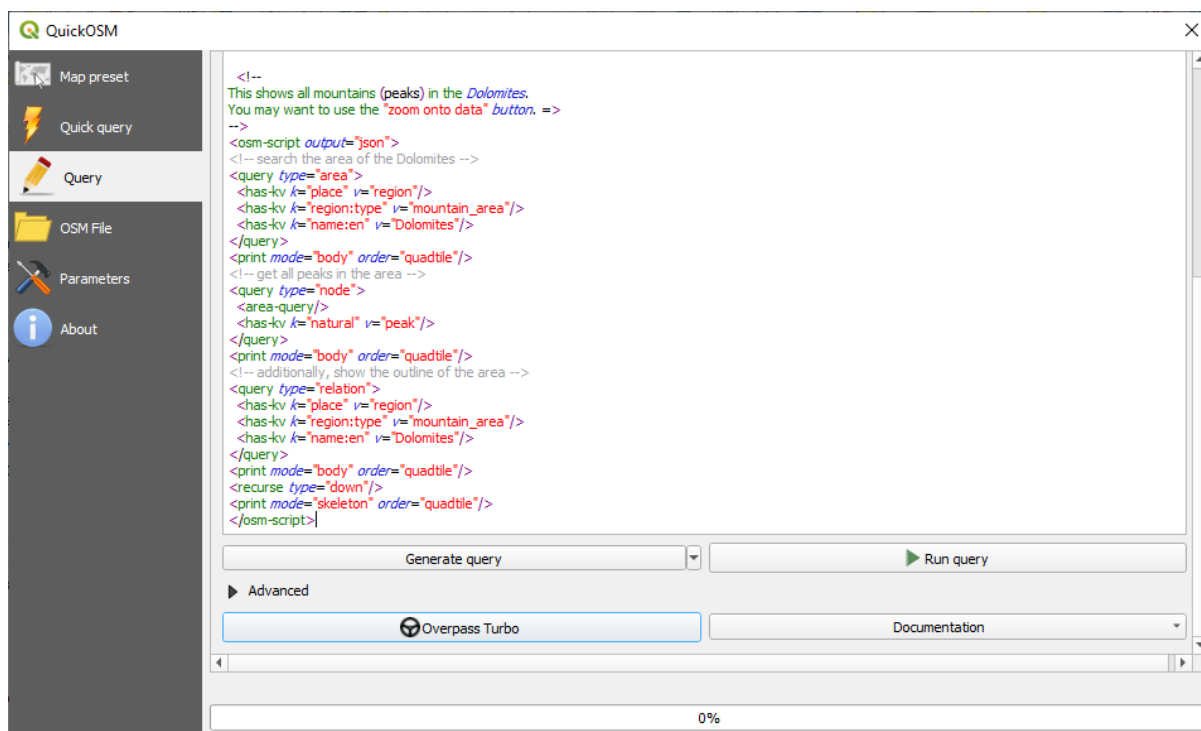 QuickOSM
Map preset
Quick query
Query
OSM File
Parameters
About
<!--
This shows all mountains (peaks) in the Dolomites.
You may want to use the "zoom onto data" button. =>
-->
<osm-script output="json">
<!-- search the area of the Dolomites -->
<query type="area">
<has-kv k="place" v="region"/>
<has-kv k="region:type" v="mountain_area"/>
<has-kv k="name:en" v="Dolomites"/>
</query>
<print mode="body" order="quadtile"/>
<!-- get all peaks in the area -->
<query type="node">
<area-query/>
<has-kv k="natural" v="peak"/>
</query>
<print mode="body" order="quadtile"/>
<!-- additionally, show the outline of the area -->
<query type="relation">
<has-kv k="place" v="region"/>
<has-kv k="region:type" v="mountain_area"/>
<has-kv k="name:en" v="Dolomites"/>
</query>
<print mode="body" order="quadtile"/>
<recurse type="down"/>
<print mode="skeleton" order="quadtile"/>
</osm-script>
Generate query
Run query
Advanced
Overpass Turbo
Documentation
0%